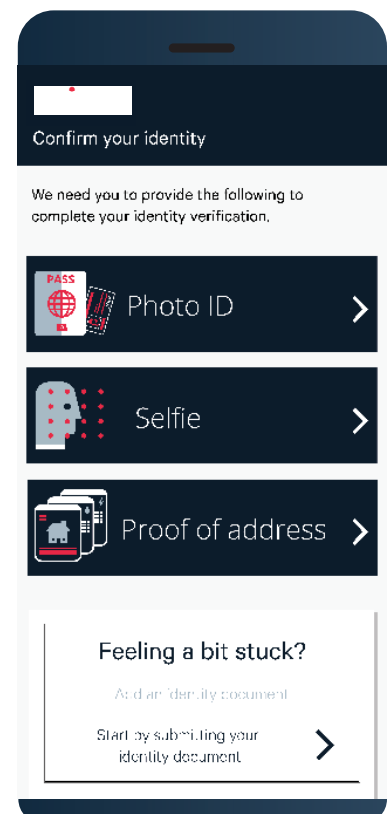 Confirm your identity
We need you to provide the following to
complete your identity verification.
PASS
Photo ID
Selfie
Proof of address
Feeling a bit stuck?
Add an identity document
Start by submitting your
identity document